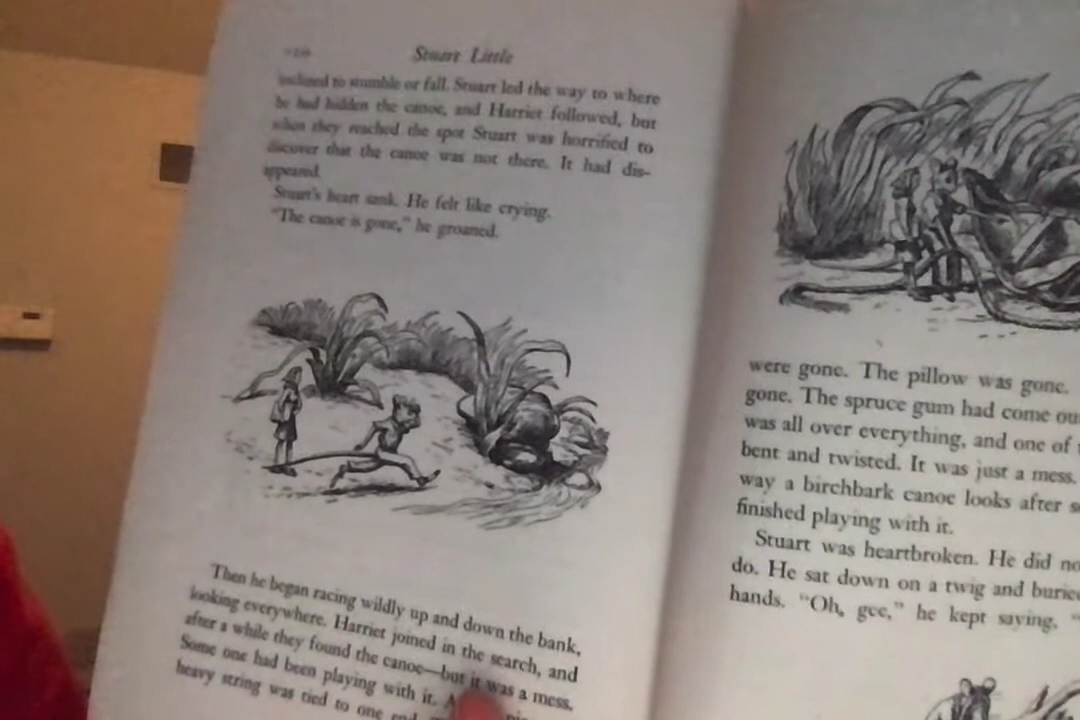 Stuart Little
inclined to stumble or fall. Stuart led the way to where
he had hidden the canoe, and Harriet followed, but
when they reached the spot Stuart was horrified to
discover that the canoe was not there. It had dis-
appeared.
Stuart's heart sank. He felt like crying.
"The canoe is gone," he groaned.
Then he began racing wildly up and down the bank,
looking everywhere. Harriet joined in the search, and
after a while they found the canoe—but it was a mess.
Some one had been playing with it. A
heavy string was tied to one end
were gone. The pillow was gone.
gone. The spruce gum had come ou
was all over everything, and one of
bent and twisted. It was just a mess.
way a birchbark canoe looks after s
finished playing with it.
Stuart was heartbroken. He did no
do. He sat down on a twig and burie
hands. "Oh, gee," he kept saying, "